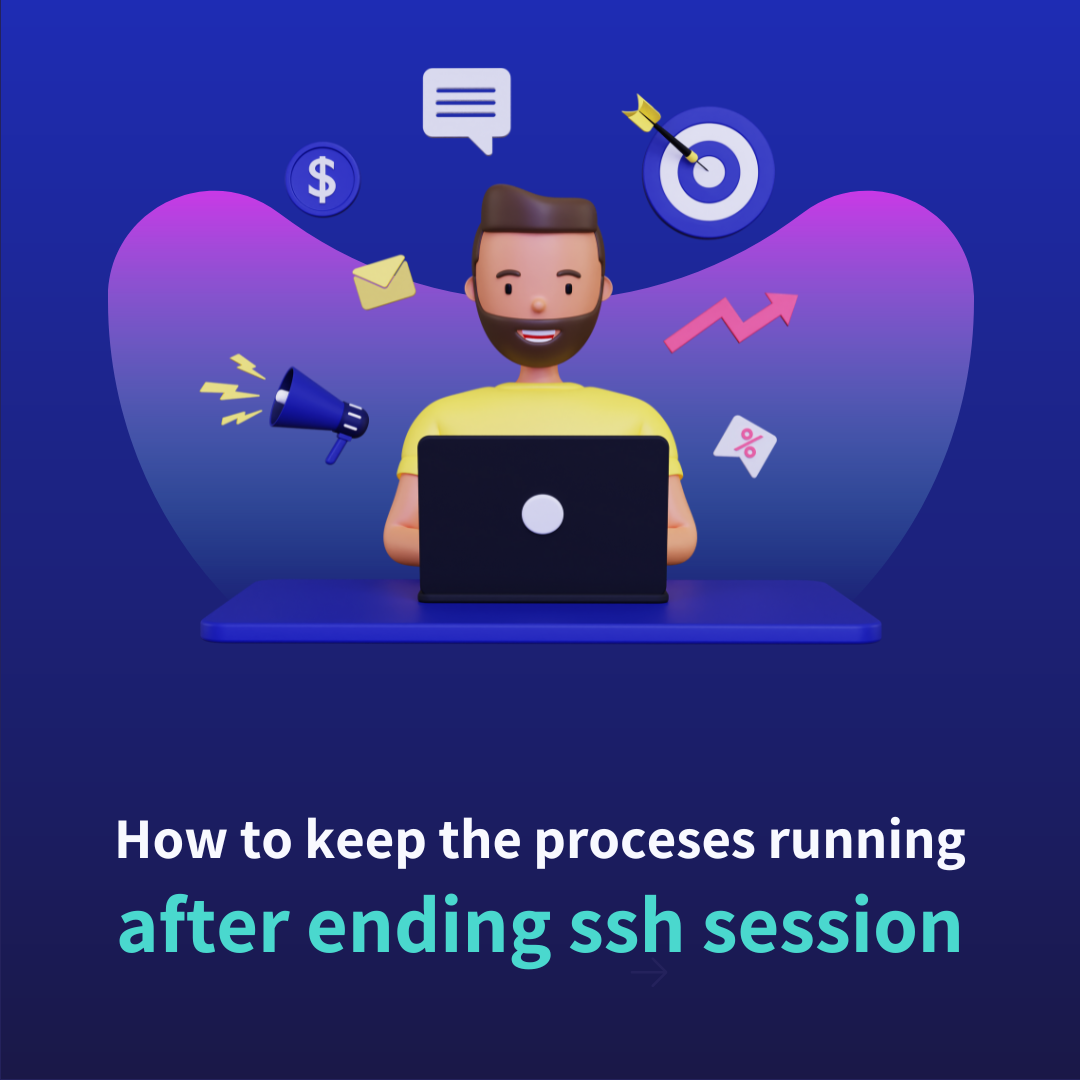 $
%
How to keep the proceses running
after ending ssh session